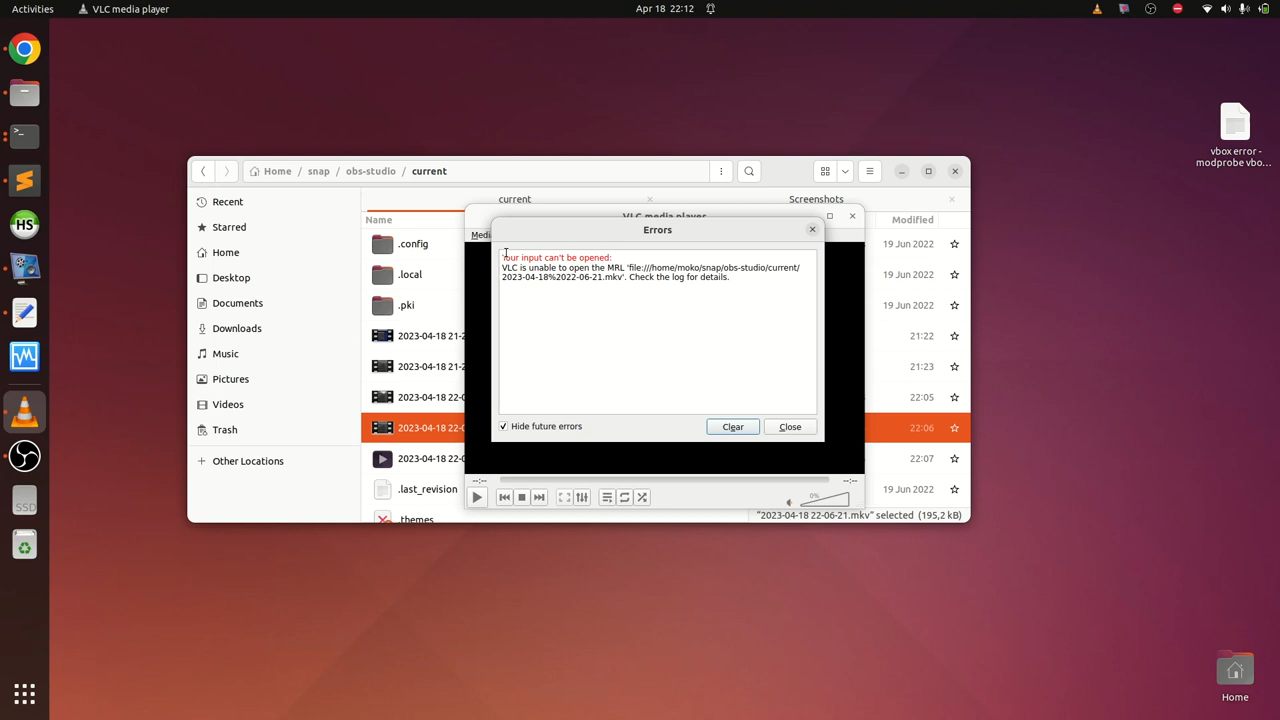 Activities
VLC media player
Apr 18 22:12
vbox error -
modprobe vbo...
Home / snap / obs-studio / current
Recent
Starred
Home
Desktop
Documents
Downloads
Music
Pictures
Videos
Trash
Other Locations
current
Screenshots
Name
Modified
.config
19 Jun 2022
.local
19 Jun 2022
.pki
19 Jun 2022
2023-04-18 21-2
21:22
2023-04-18 21-2
21:23
2023-04-18 22-0
22:05
2023-04-18 22-0
22:06
2023-04-18 22-0
22:07
.last_revision
19 Jun 2022
.themes
"2023-04-18 22-06-21.mkv" selected (195,2 kB)
VLC media player
Media
Errors
Your input can't be opened:
VLC is unable to open the MRL 'file:///home/moko/snap/obs-studio/current/
2023-04-18%2022-06-21.mkv'. Check the log for details.
Hide future errors
Clear
Close
--:--
--:--
0%
HS
SSD
Home